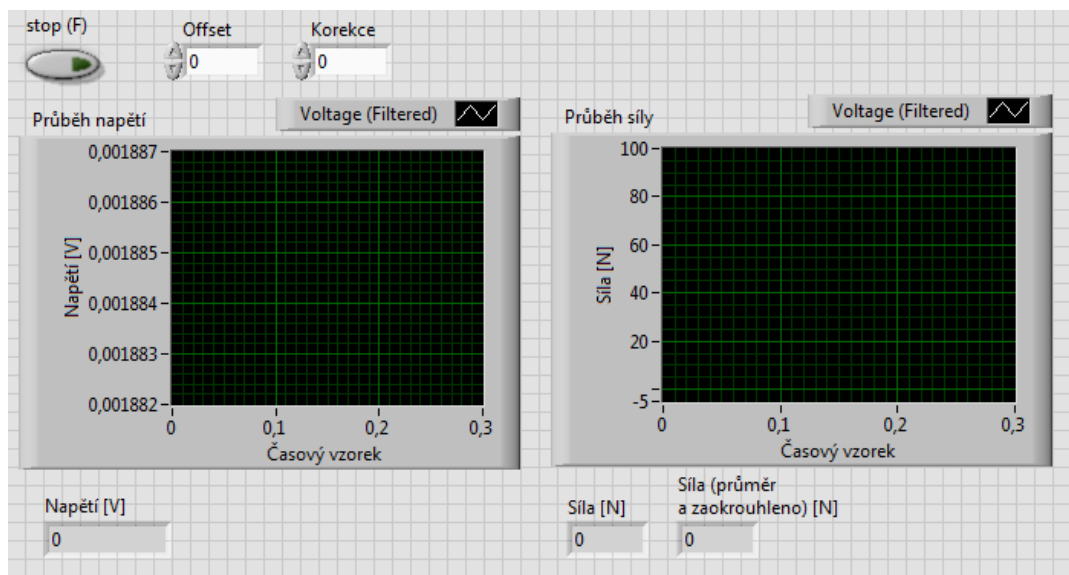 stop (F)
Offset
Korekce
0
0
Průběh napětí
Voltage (Filtered)
0,001887
0,001886
0,001885
0,001884
0,001883
0,001882
Napětí [V]
0
0,1
0,2
0,3
Časový vzorek
Průběh síly
Voltage (Filtered)
100
80
60
40
20
-5
Síla [N]
0
0,1
0,2
0,3
Časový vzorek
Napětí [V]
0
Síla [N]
0
Síla (průměr
a zaokrouhleno) [N]
0